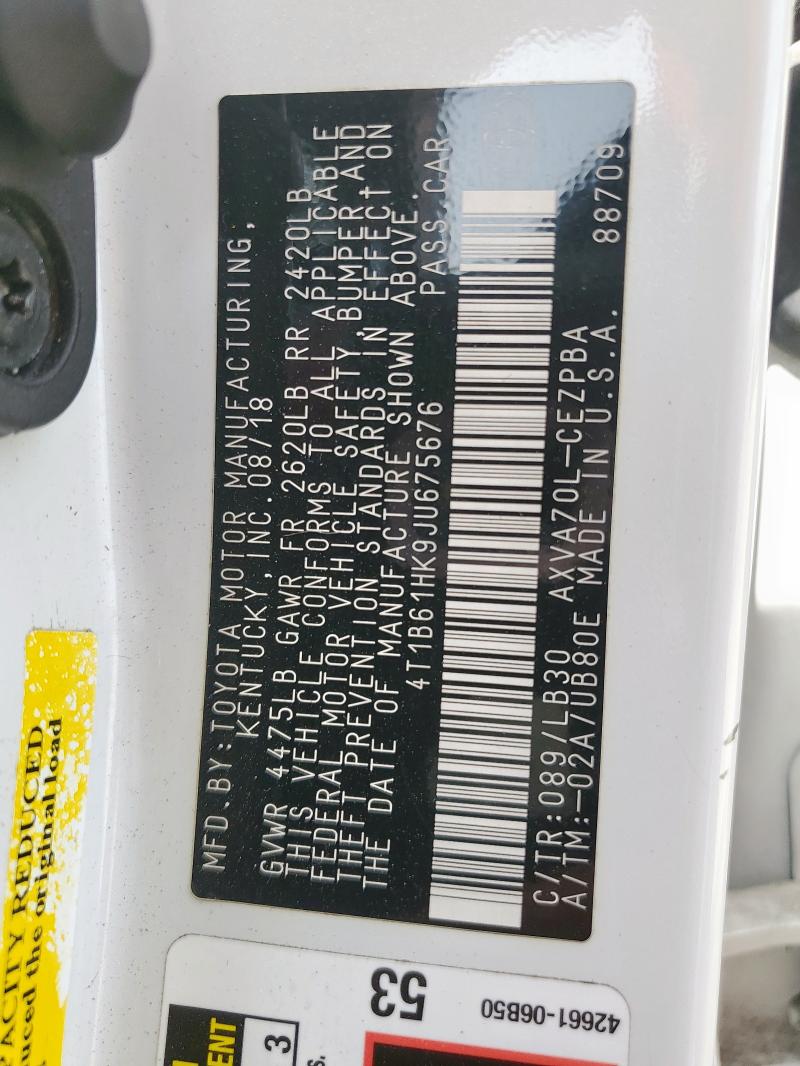 MFD.BY:TOYOTA MOTOR MANUFACTURING,
KENTUCKY,INC.08/18
GVWR 4475LB GAWR FR 2620LB RR 2420LB
THIS VEHICLE CONFORMS TO ALL APPLICABLE
FEDERAL MOTOR VEHICLE SAFETY,BUMPER,AND
THEFT PREVENTION STANDARDS IN EFFECT ON
THE DATE OF MANUFACTURE SHOWN ABOVE.
4T1B61HK9JU675676 PASS.CAR
C/TR:089/LB30 AXVA70L-CEZPBA
A/TM:-02A/UB80E MADE IN U.S.A. 88709
REDUCED
the original load
53
42661-06B50
3